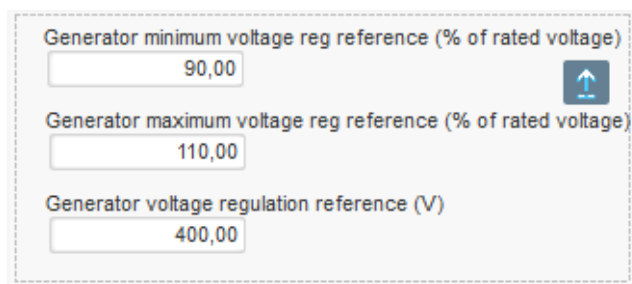 Generator minimum voltage reg reference (% of rated voltage)
90,00
Generator maximum voltage reg reference (% of rated voltage)
110,00
Generator voltage regulation reference (V)
400,00